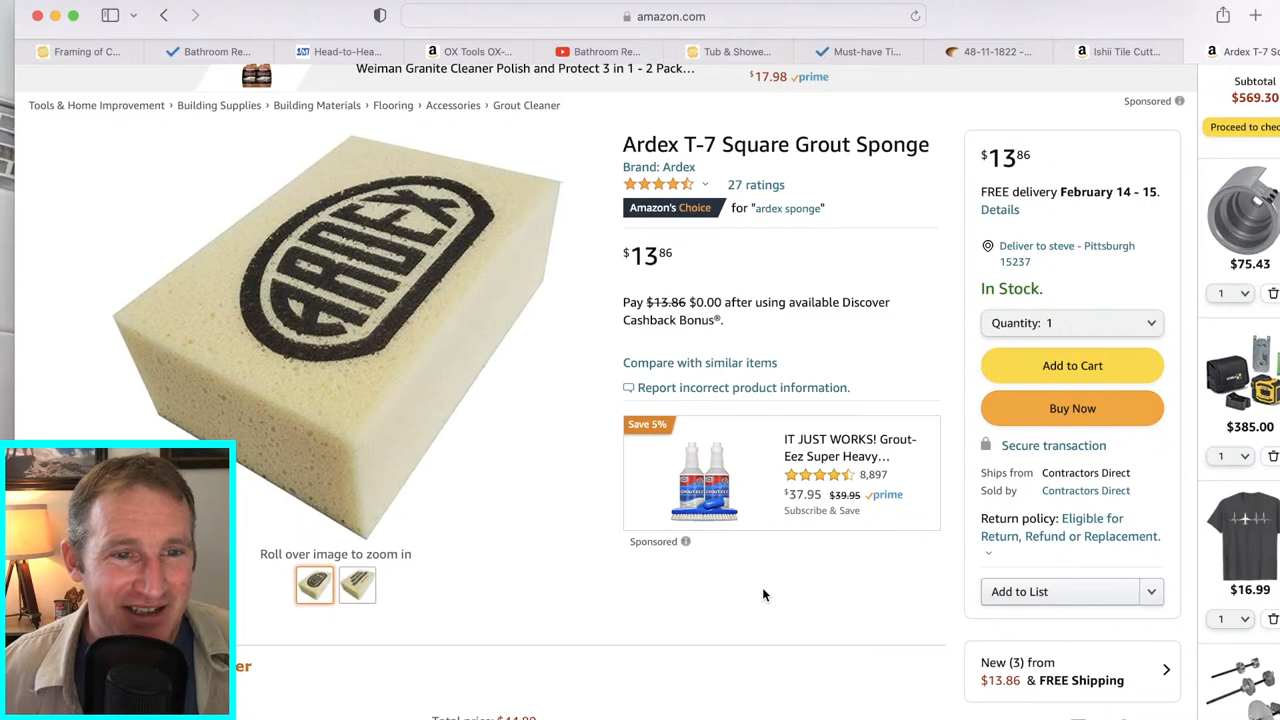 amazon.com
Framing of C...
Bathroom Re...
Head-to-Hea...
OX Tools OX-...
Bathroom Re...
Tub & Showe...
Must-have Ti...
48-11-1822 -...
Ishii Tile Cutt...
Ardex T-7 S
Weiman Granite Cleaner Polish and Protect 3 in 1 - 2 Pack...
$17.98 prime
Sponsored
Tools & Home Improvement › Building Supplies › Building Materials › Flooring › Accessories › Grout Cleaner
ARDEX
Roll over image to zoom in
Ardex T-7 Square Grout Sponge
Brand: Ardex
27 ratings
Amazon's Choice for "ardex sponge"
$13 86
Pay $13.86 $0.00 after using available Discover
Cashback Bonus®.
Compare with similar items
Report incorrect product information.
Save 5%
IT JUST WORKS! Grout-
Eez Super Heavy...
8,897
$37.95 $39.95 prime
Subscribe & Save
Sponsored
$13 86
FREE delivery February 14 - 15.
Details
Deliver to steve - Pittsburgh
15237
In Stock.
Quantity: 1
Add to Cart
Buy Now
Secure transaction
Ships from Contractors Direct
Sold by Contractors Direct
Return policy: Eligible for
Return, Refund or Replacement.
Add to List
New (3) from
$13.86 & FREE Shipping
Subtotal
$569.30
Proceed to chec
$75.43
1
$385.00
1
$16.99
1
er
Total price: $44.80